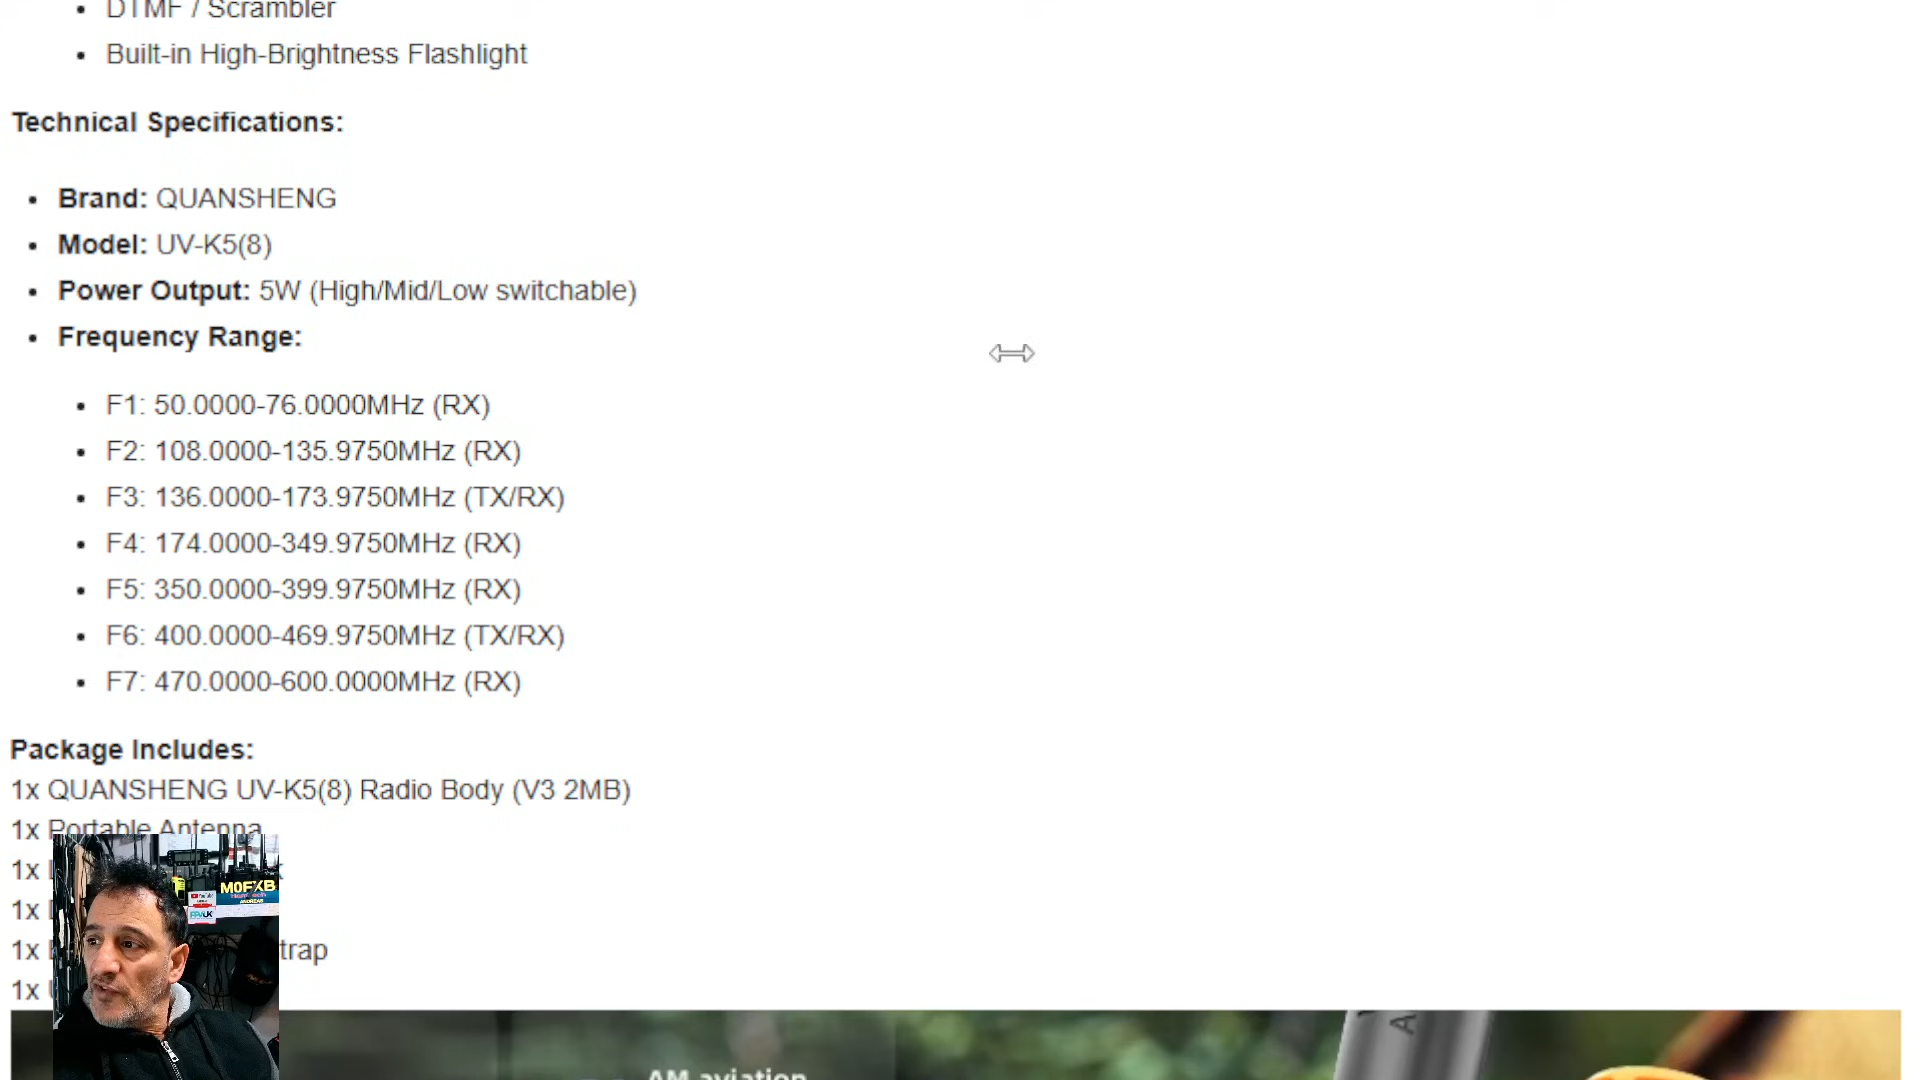 DTMF / Scrambler
Built-in High-Brightness Flashlight
Technical Specifications:
Brand: QUANSHENG
Model: UV-K5(8)
Power Output: 5W (High/Mid/Low switchable)
Frequency Range:
F1: 50.0000-76.0000MHz (RX)
F2: 108.0000-135.9750MHz (RX)
F3: 136.0000-173.9750MHz (TX/RX)
F4: 174.0000-349.9750MHz (RX)
F5: 350.0000-399.9750MHz (RX)
F6: 400.0000-469.9750MHz (TX/RX)
F7: 470.0000-600.0000MHz (RX)
Package Includes:
1x QUANSHENG UV-K5(8) Radio Body (V3 2MB)
1x Portable Antenna
1x
1x
1x trap
1x
M0FXB
ANDREAS
YouTube
AM aviation
A